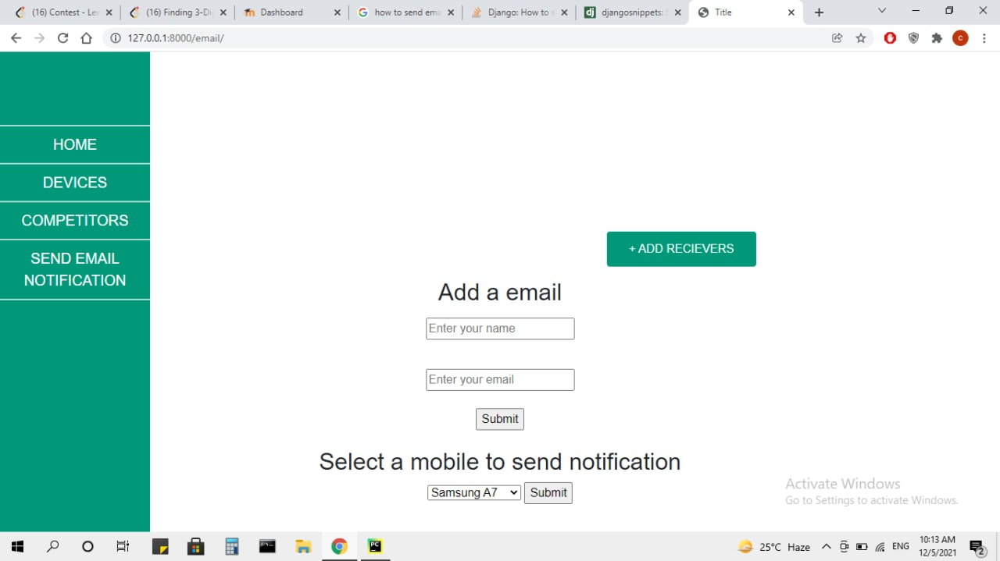 (16) Contest - Lee
(16) Finding 3-Di
Dashboard
how to send ema
Django: How to s
djangosnippets: S
Title
127.0.0.1:8000/email/
HOME
DEVICES
COMPETITORS
SEND EMAIL
NOTIFICATION
+ ADD RECIEVERS
Add a email
Enter your name
Enter your email
Submit
Select a mobile to send notification
Samsung A7 Submit
Activate Windows
Go to Settings to activate Windows.
25°C Haze
ENG
10:13 AM
12/5/2021
2